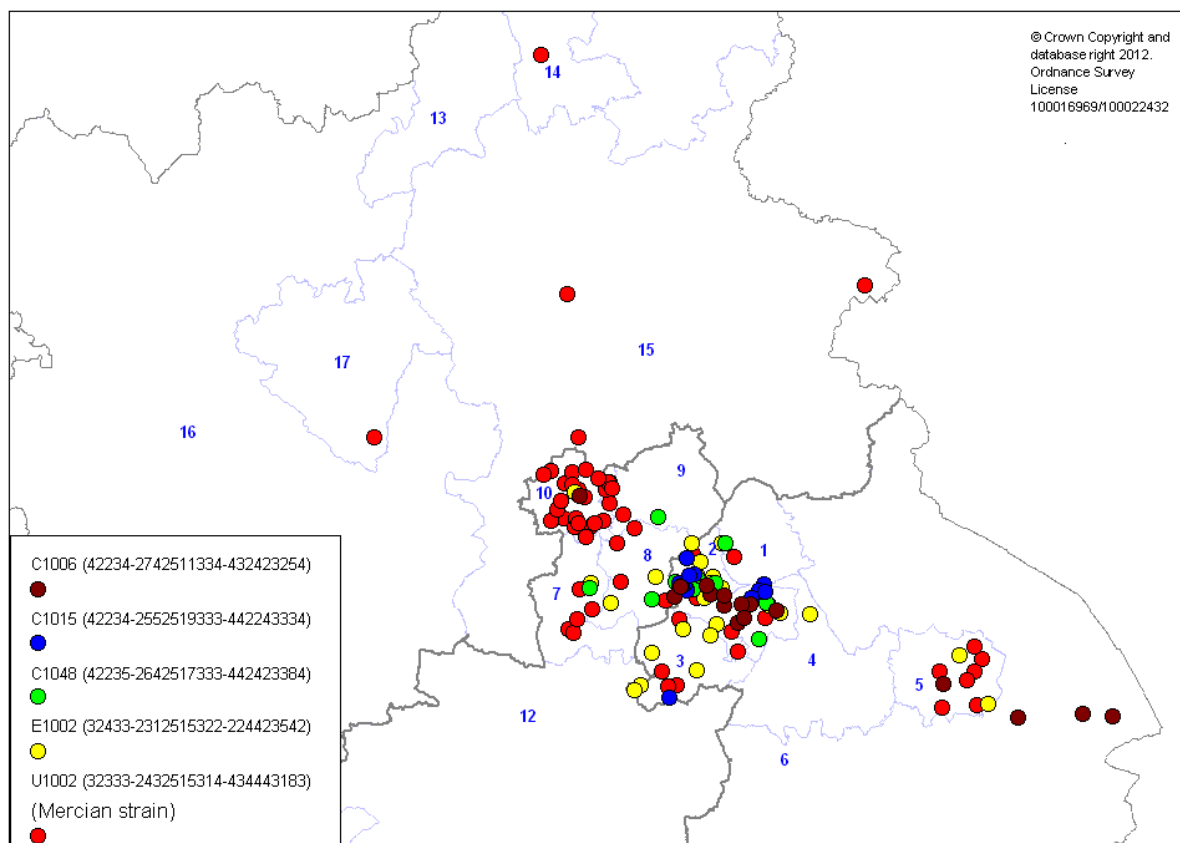 © Crown Copyright and
database right 2012.
Ordnance Survey
License
100016969/100022432
14
13
15
17
16
9
10
2
1
8
7
3
4
5
12
6
C1006 (42234-2742511334-432423254)
C1015 (42234-2552519333-442243334)
C1048 (42235-2642517333-442423384)
E1002 (32433-2312515322-224423542)
U1002 (32333-2432515314-434443183)
(Mercian strain)